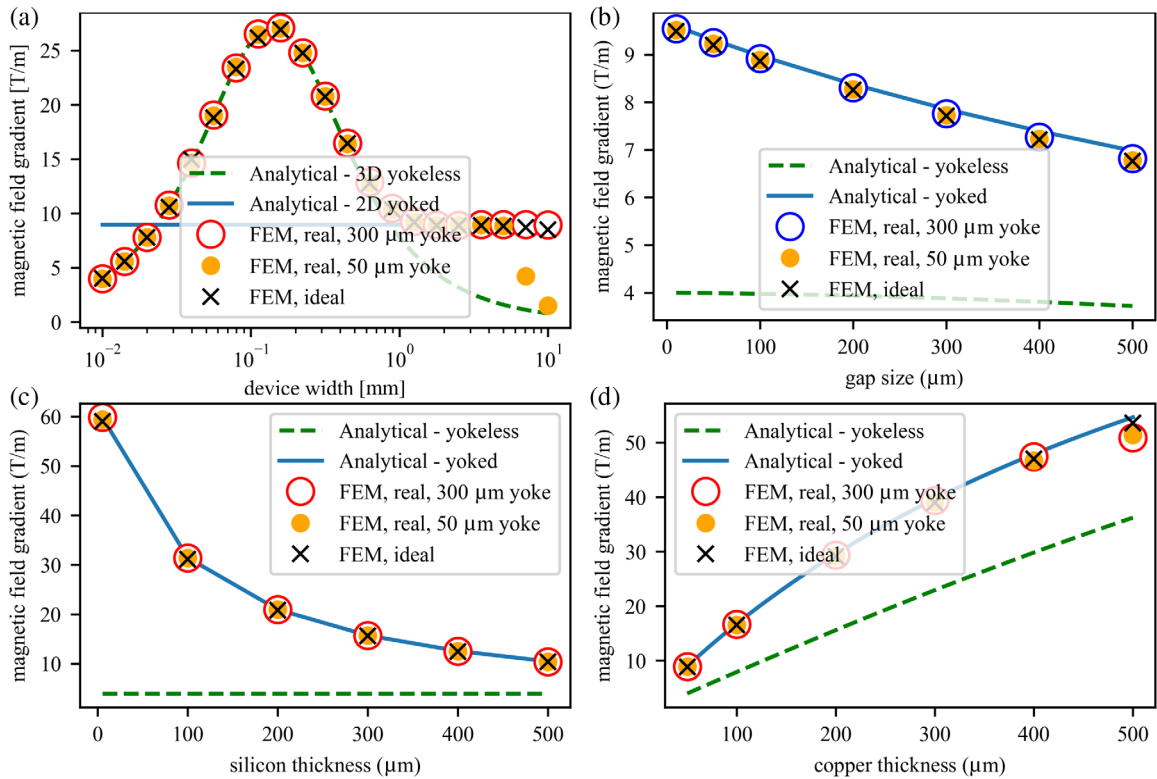 (a)
magnetic field gradient [T/m]
25
20
15
10
5
0
Analytical - 3D yokeless
Analytical - 2D yoked
FEM, real, 300 µm yoke
FEM, real, 50 µm yoke
FEM, ideal
10⁻²
10⁻¹
10⁰
10¹
device width [mm]
(b)
magnetic field gradient (T/m)
9
8
7
6
5
4
Analytical - yokeless
Analytical - yoked
FEM, real, 300 µm yoke
FEM, real, 50 µm yoke
FEM, ideal
0
100
200
300
400
500
gap size (µm)
(c)
magnetic field gradient (T/m)
60
50
40
30
20
10
Analytical - yokeless
Analytical - yoked
FEM, real, 300 µm yoke
FEM, real, 50 µm yoke
FEM, ideal
0
100
200
300
400
500
silicon thickness (µm)
(d)
magnetic field gradient (T/m)
50
40
30
20
10
Analytical - yokeless
Analytical - yoked
FEM, real, 300 µm yoke
FEM, real, 50 µm yoke
FEM, ideal
100
200
300
400
500
copper thickness (µm)